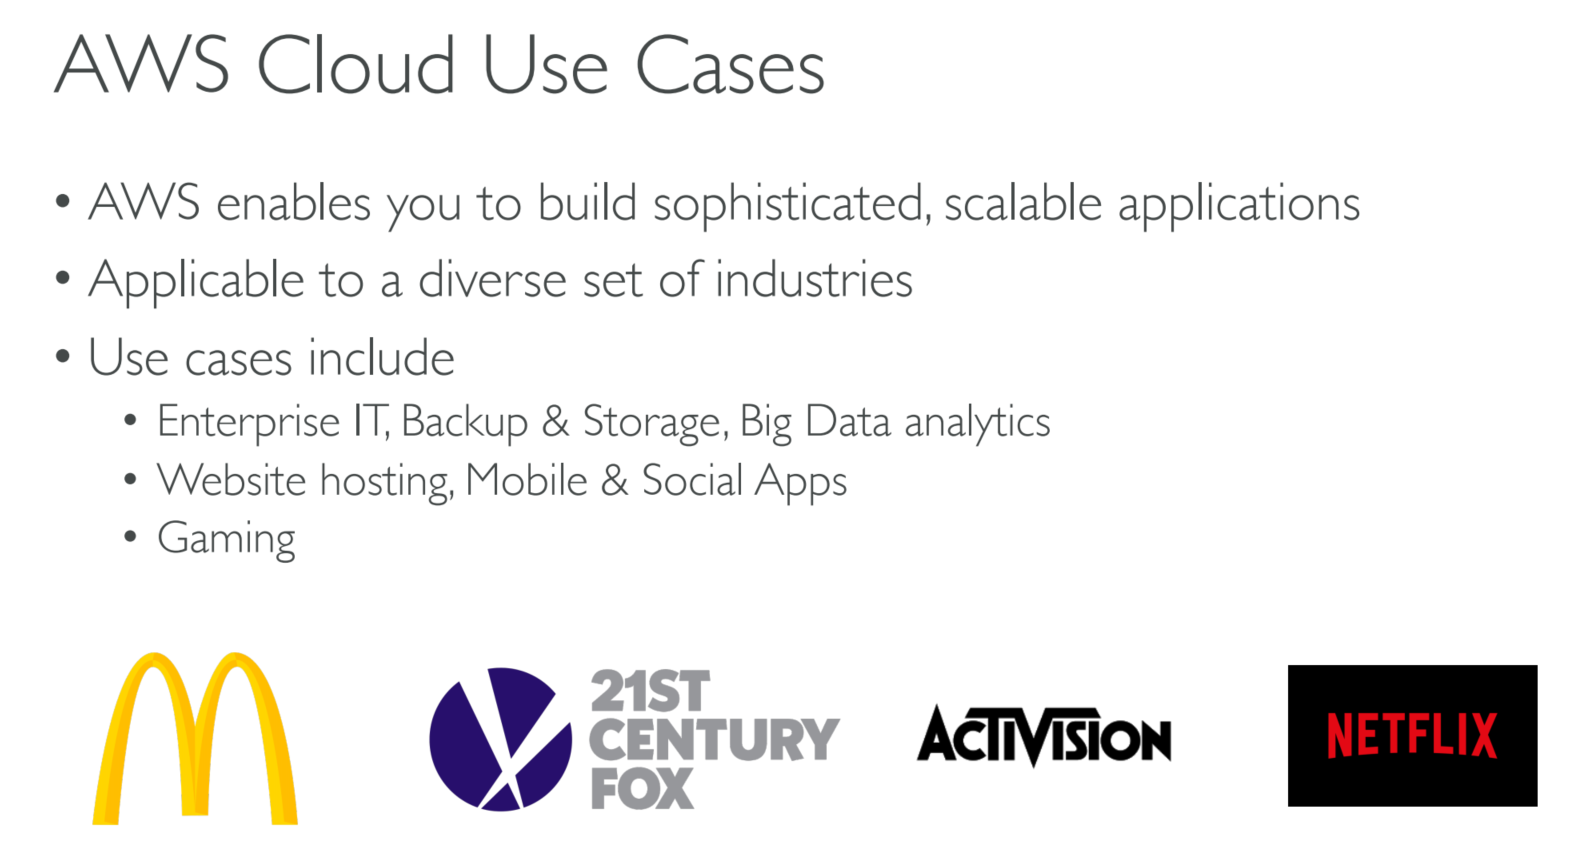 AWS Cloud Use Cases
• AWS enables you to build sophisticated, scalable applications
• Applicable to a diverse set of industries
• Use cases include
• Enterprise IT, Backup & Storage, Big Data analytics
• Website hosting, Mobile & Social Apps
• Gaming
21ST
CENTURY
FOX
ACTIVISION
NETFLIX